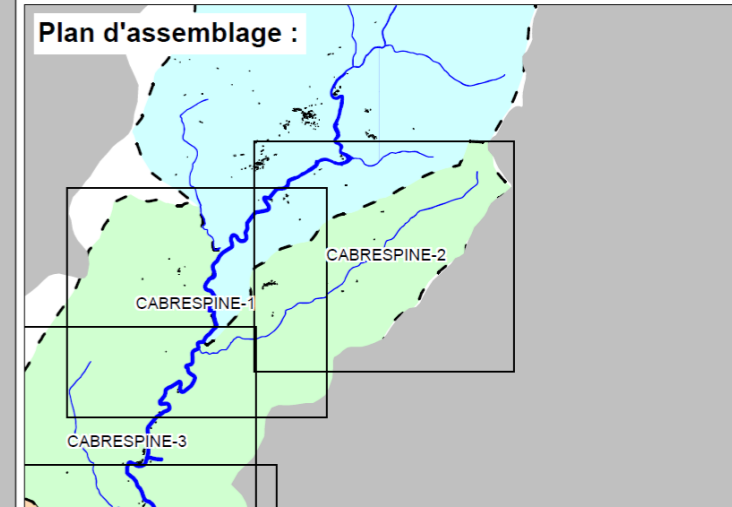 Plan d'assemblage :
CABRESPINE-2
CABRESPINE-1
CABRESPINE-3